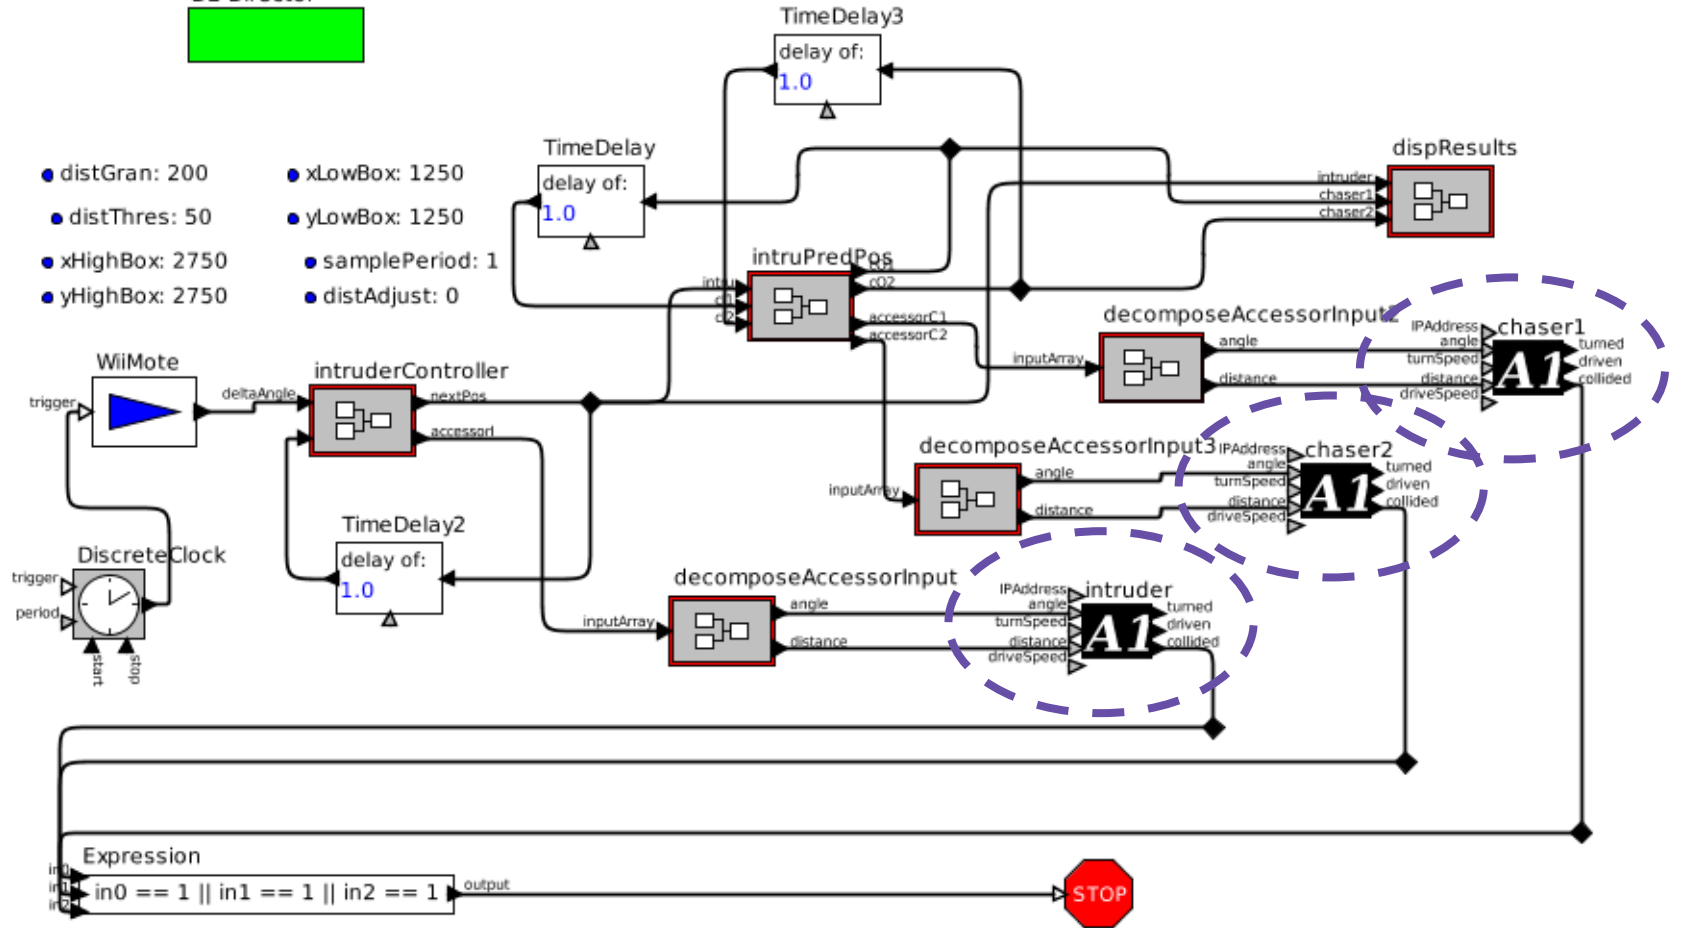 TimeDelay3
delay of:
1.0
TimeDelay
delay of:
1.0
dispResults
intruder
chaser1
chaser2
distGran: 200
xLowBox: 1250
distThres: 50
yLowBox: 1250
xHighBox: 2750
samplePeriod: 1
yHighBox: 2750
distAdjust: 0
intruPredPos
cO2
accessorC1
accessorC2
decomposeAccessorInput2
inputArray
angle
distance
chaser1
IPAddress
angle
turnSpeed
distance
driveSpeed
A1
turned
driven
collided
WiiMote
trigger
intruderController
deltaAngle
nextPos
accessorI
decomposeAccessorInput3
inputArray
angle
distance
chaser2
IPAddress
angle
turnSpeed
distance
driveSpeed
A1
turned
driven
collided
TimeDelay2
delay of:
1.0
DiscreteClock
trigger
period
start
stop
decomposeAccessorInput
inputArray
angle
distance
intruder
IPAddress
angle
turnSpeed
distance
driveSpeed
A1
turned
driven
collided
Expression
in0
in1
in2
in0 == 1 || in1 == 1 || in2 == 1
output
STOP